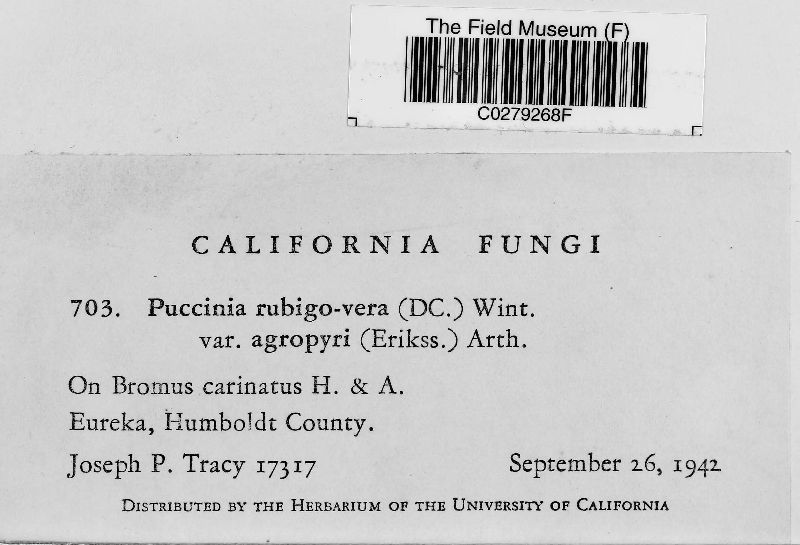 The Field Museum (F)
C0279268F
CALIFORNIA FUNGI
703. Puccinia rubigo-vera (DC.) Wint.
var. agropyri (Erikss.) Arth.
On Bromus carinatus H. & A.
Eureka, Humboldt County.
Joseph P. Tracy 17317 September 26, 1942
DISTRIBUTED BY THE HERBARIUM OF THE UNIVERSITY OF CALIFORNIA